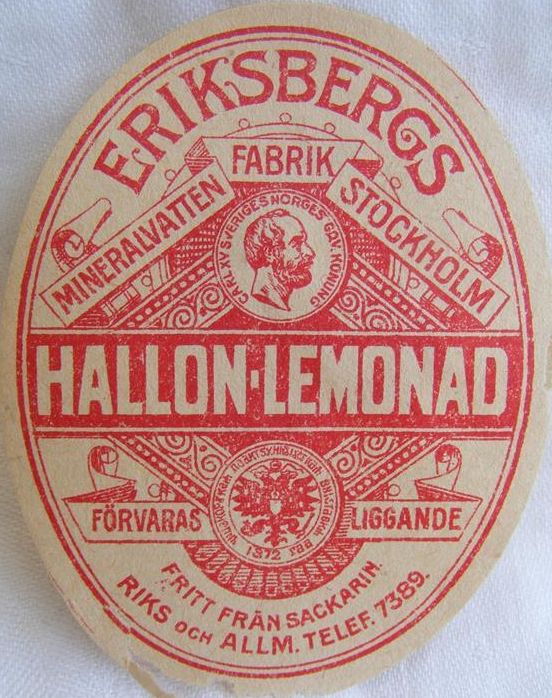 ERIKSBERGS
FABRIK
MINERALVATTEN
STOCKHOLM
CARL XV SVERIGES NORGES GÖT. KONUNG
HALLON-LEMONAD
1872
FÖRVARAS
LIGGANDE
FRITT FRÅN SACKARIN.
RIKS OCH ALLM. TELEF. 7389.